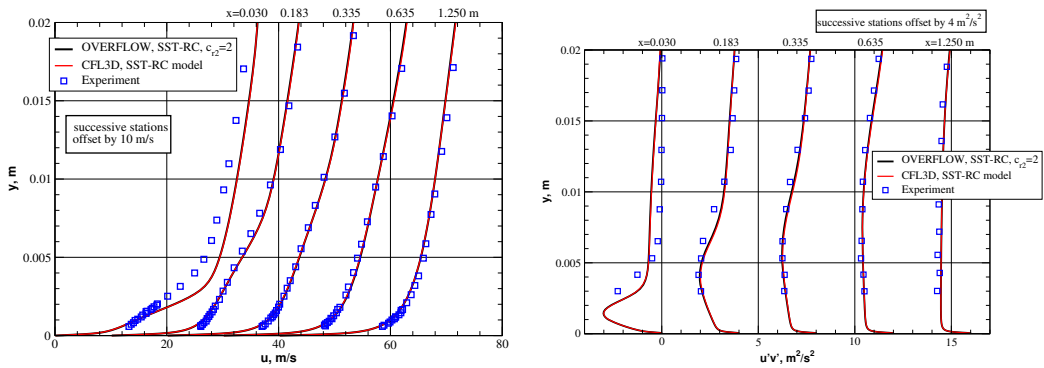 x=0.030 0.183 0.335 0.635 1.250 m
0.02
OVERFLOW, SST-RC, c_r2=2
CFL3D, SST-RC model
Experiment
0.015
successive stations
offset by 10 m/s
y, m
0.01
0.005
0
0 20 40 60 80
u, m/s
successive stations offset by 4 m²/s²
x=0.030 0.183 0.335 0.635 x=1.250 m
0.02
0.015
OVERFLOW, SST-RC, c_r2=2
CFL3D, SST-RC model
Experiment
y, m
0.01
0.005
0
0 5 10 15
u'v', m²/s²